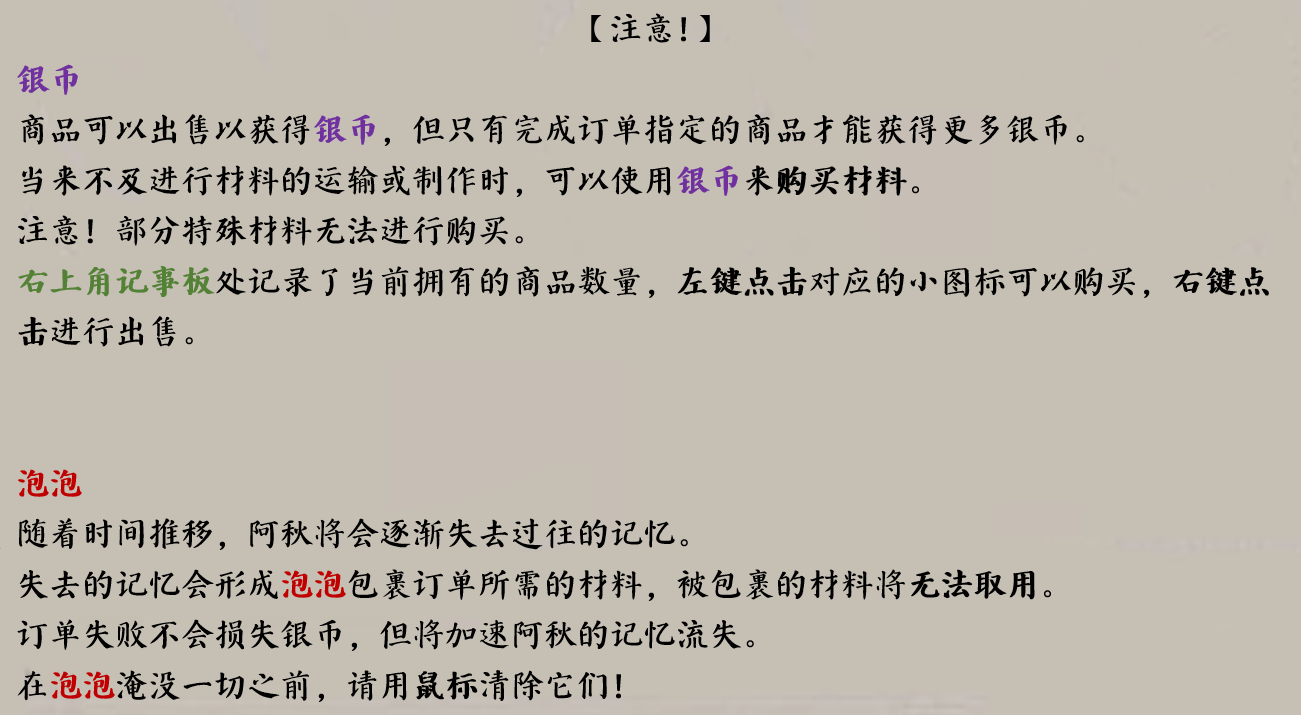 【注意!】
银币
商品可以出售以获得银币，但只有完成订单指定的商品才能获得更多银币。
当来不及进行材料的运输或制作时，可以使用银币来购买材料。
注意！部分特殊材料无法进行购买。
右上角记事板处记录了当前拥有的商品数量，左键点击对应的小图标可以购买，右键点
击进行出售。
泡泡
随着时间推移，阿秋将会逐渐失去过往的记忆。
失去的记忆会形成泡泡包裹订单所需的材料，被包裹的材料将无法取用。
订单失败不会损失银币，但将加速阿秋的记忆流失。
在泡泡淹没一切之前，请用鼠标清除它们！